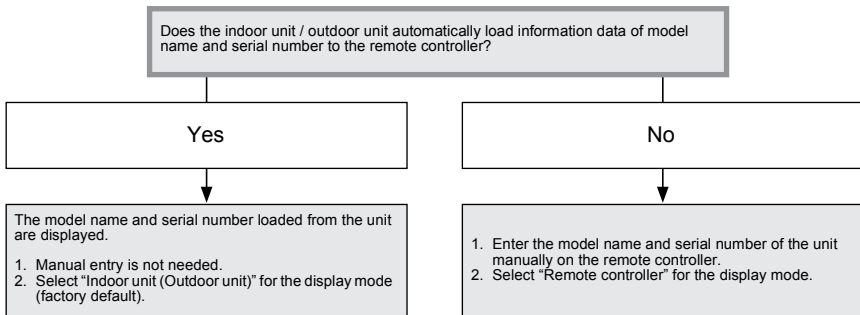 Does the indoor unit / outdoor unit automatically load information data of model
name and serial number to the remote controller?
Yes
No
The model name and serial number loaded from the unit
are displayed.
1. Manual entry is not needed.
2. Select “Indoor unit (Outdoor unit)” for the display mode
(factory default).
1. Enter the model name and serial number of the unit
manually on the remote controller.
2. Select “Remote controller” for the display mode.